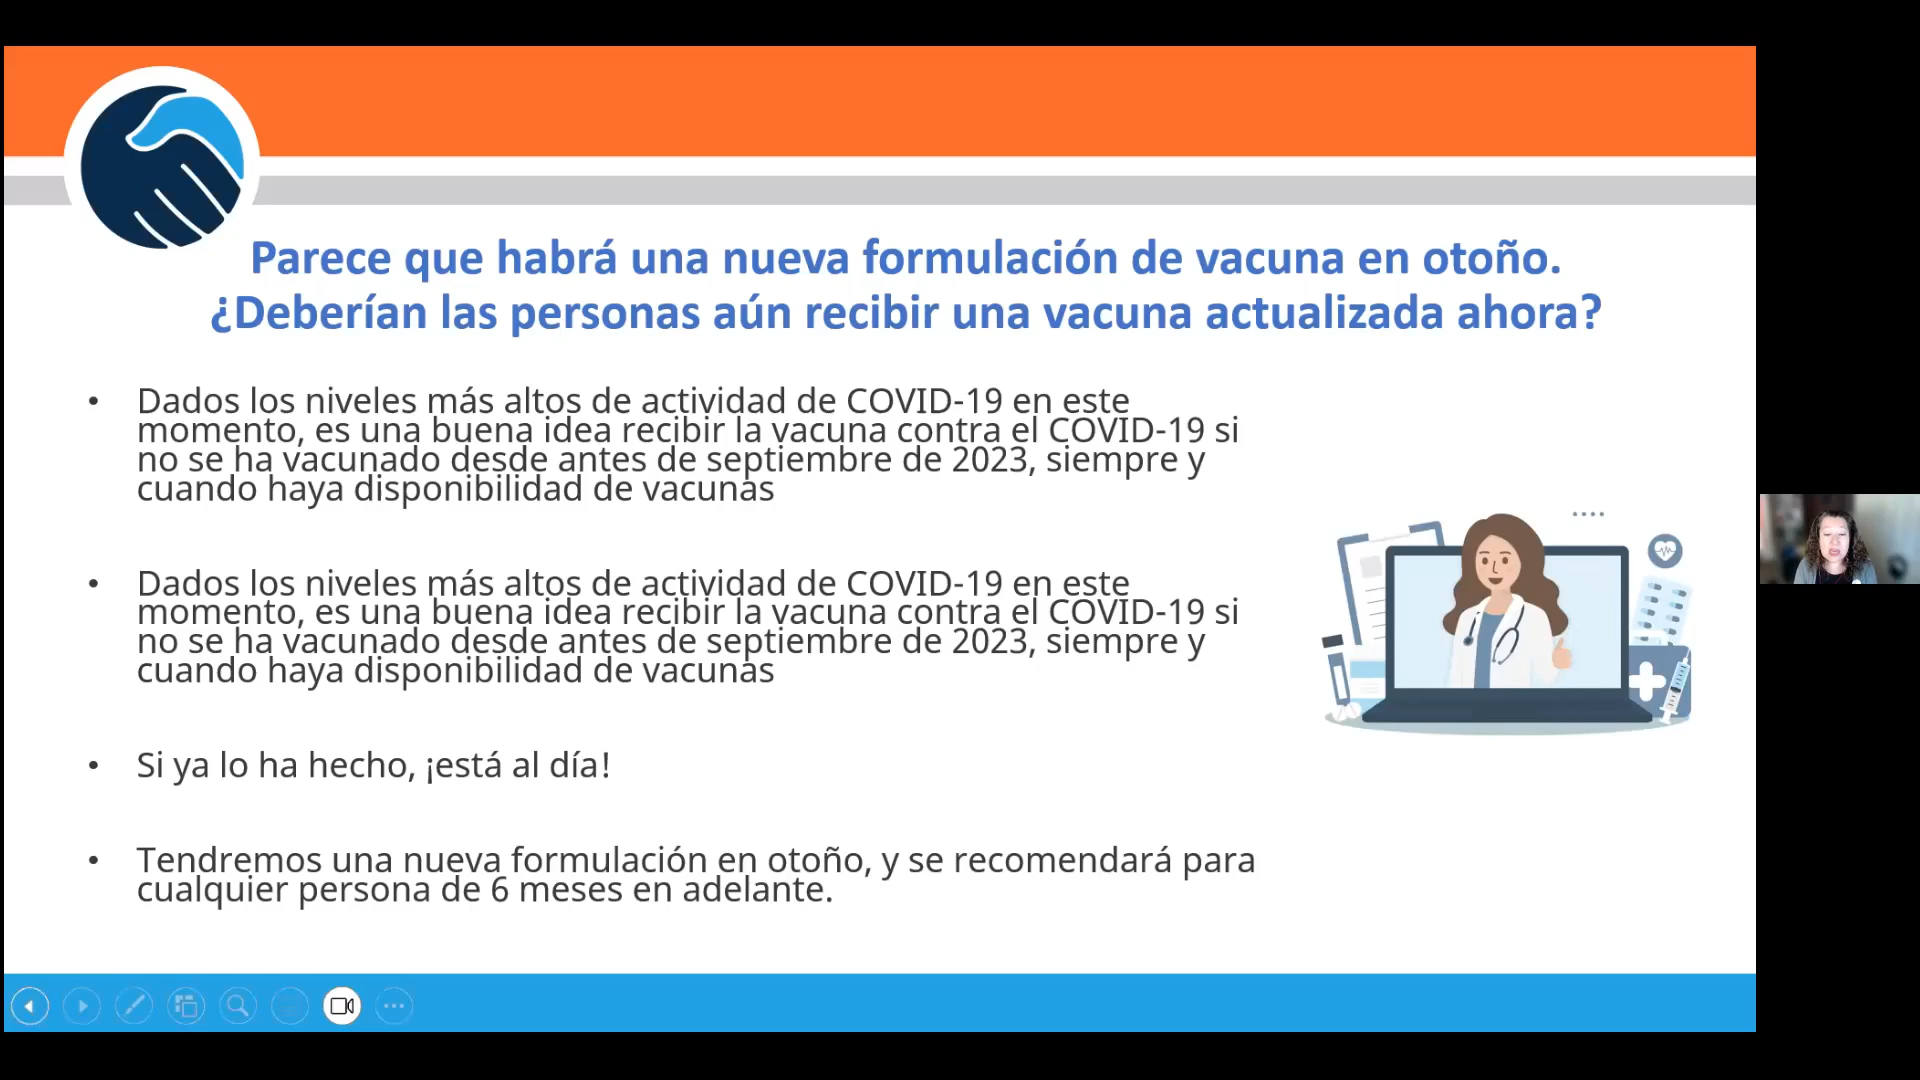 Parece que habrá una nueva formulación de vacuna en otoño.
¿Deberían las personas aún recibir una vacuna actualizada ahora?
• Dados los niveles más altos de actividad de COVID-19 en este
momento, es una buena idea recibir la vacuna contra el COVID-19 si
no se ha vacunado desde antes de septiembre de 2023, siempre y
cuando haya disponibilidad de vacunas
• Dados los niveles más altos de actividad de COVID-19 en este
momento, es una buena idea recibir la vacuna contra el COVID-19 si
no se ha vacunado desde antes de septiembre de 2023, siempre y
cuando haya disponibilidad de vacunas
• Si ya lo ha hecho, ¡está al día!
• Tendremos una nueva formulación en otoño, y se recomendará para
cualquier persona de 6 meses en adelante.